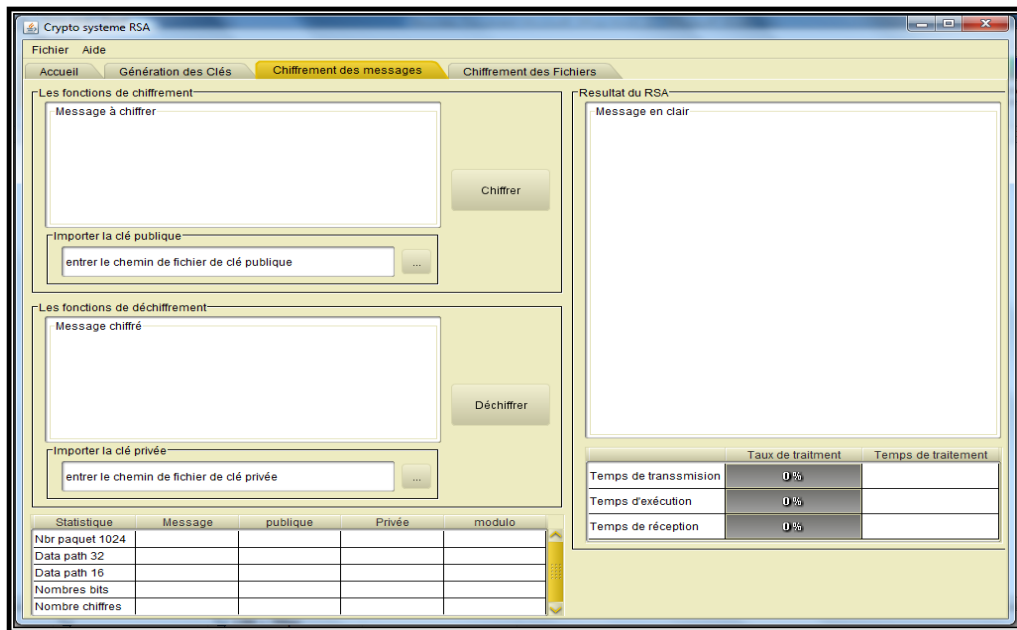 Crypto systeme RSA
Fichier Aide
Accueil Génération des Clés Chiffrement des messages Chiffrement des Fichiers
Les fonctions de chiffrement
Message à chiffrer
Chiffrer
Importer la clé publique
entrer le chemin de fichier de clé publique ...
Les fonctions de déchiffrement
Message chiffré
Déchiffrer
Importer la clé privée
entrer le chemin de fichier de clé privée ...
Statistique Message publique Privée modulo
Nbr paquet 1024
Data path 32
Data path 16
Nombres bits
Nombre chiffres
Resultat du RSA
Message en clair
Taux de traitment Temps de traitement
Temps de transsmision 0 %
Temps d'exécution 0 %
Temps de réception 0 %